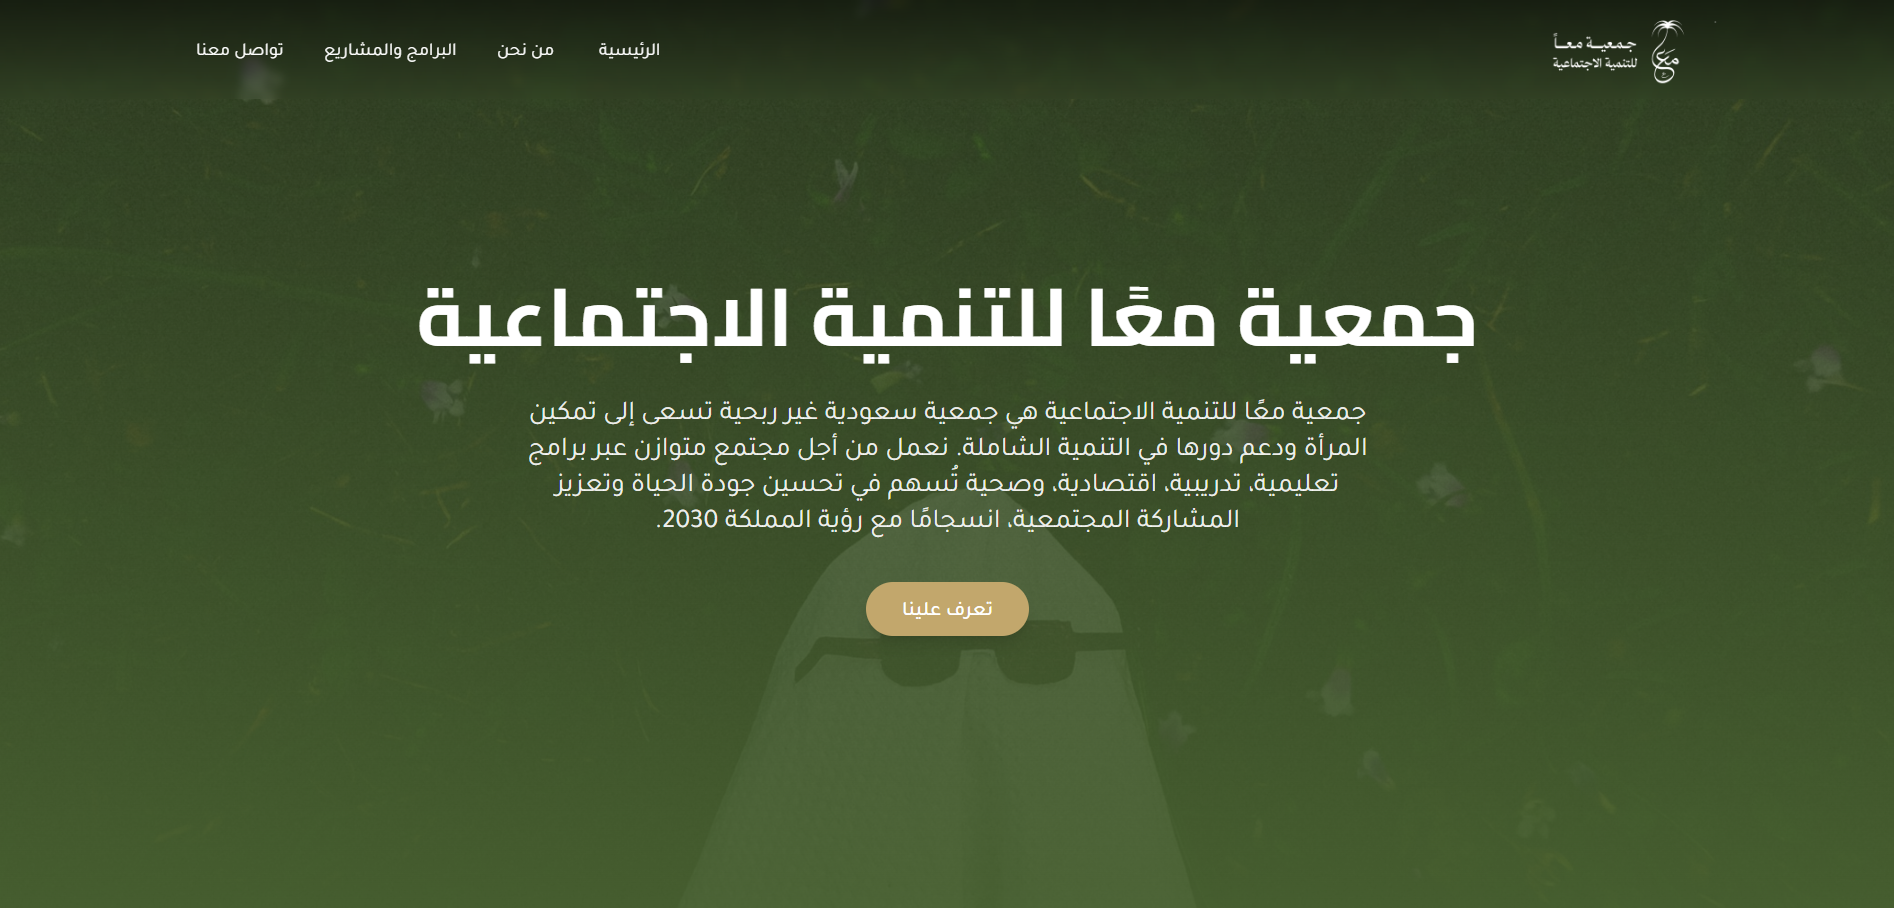 جمعيـــة معــاً
للتنمية الاجتماعية
الرئيسية
من نحن
البرامج والمشاريع
تواصل معنا
جمعية معًا للتنمية الاجتماعية
جمعية معًا للتنمية الاجتماعية هي جمعية سعودية غير ربحية تسعى إلى تمكين
المرأة ودعم دورها في التنمية الشاملة. نعمل من أجل مجتمع متوازن عبر برامج
تعليمية، تدريبية، اقتصادية، وصحية تُسهم في تحسين جودة الحياة وتعزيز
المشاركة المجتمعية، انسجامًا مع رؤية المملكة 2030.
تعرف علينا